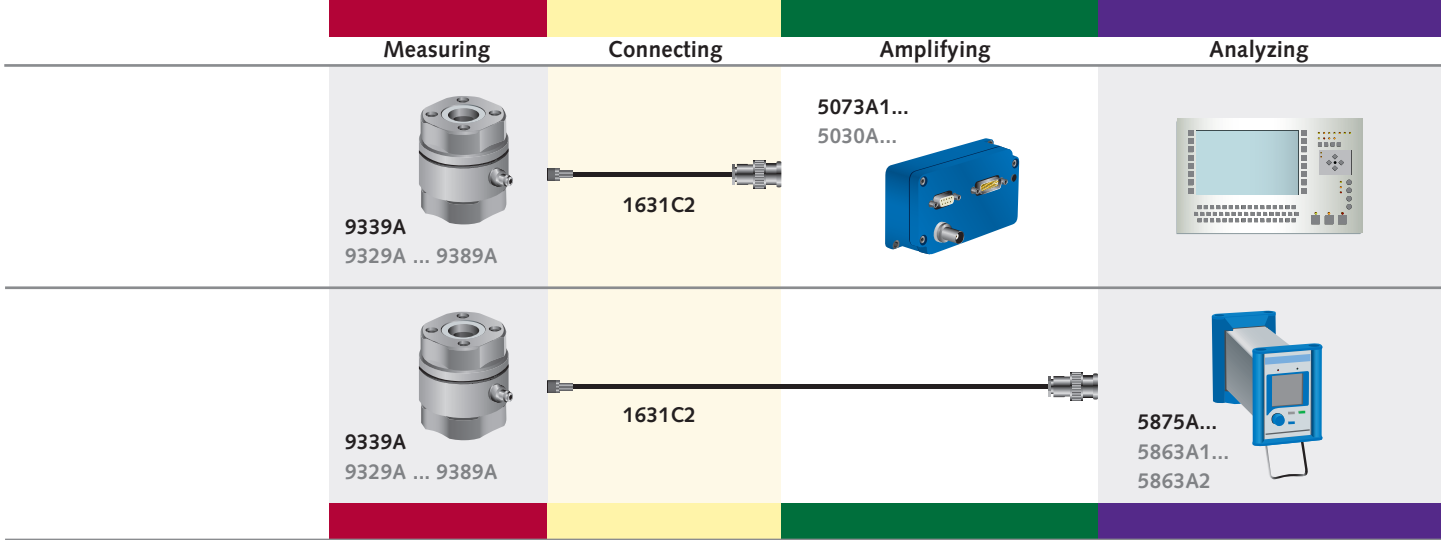 Measuring
Connecting
Amplifying
Analyzing
9339A
9329A ... 9389A
1631C2
5073A1...
5030A...
9339A
9329A ... 9389A
1631C2
5875A...
5863A1...
5863A2